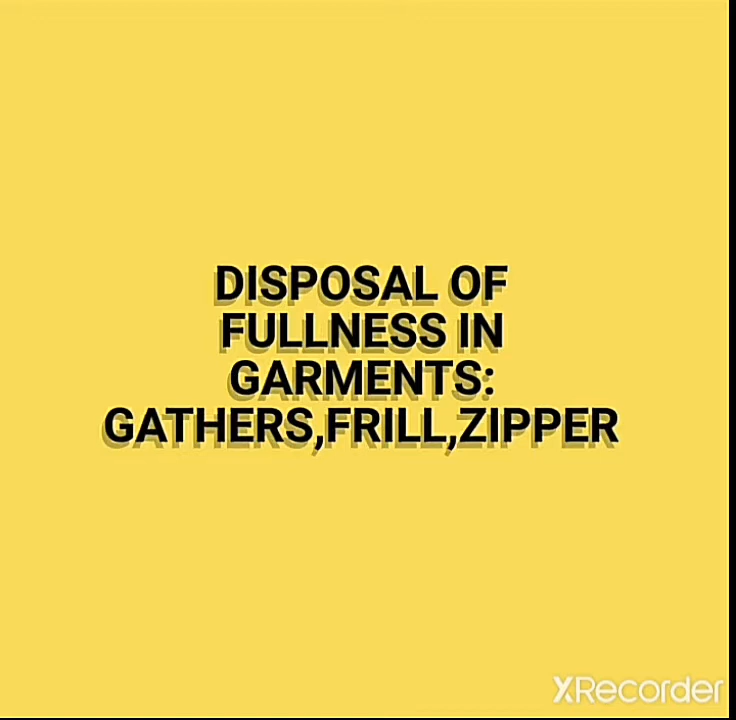 DISPOSAL OF
FULLNESS IN
GARMENTS:
GATHERS,FRILL,ZIPPER
XRecorder